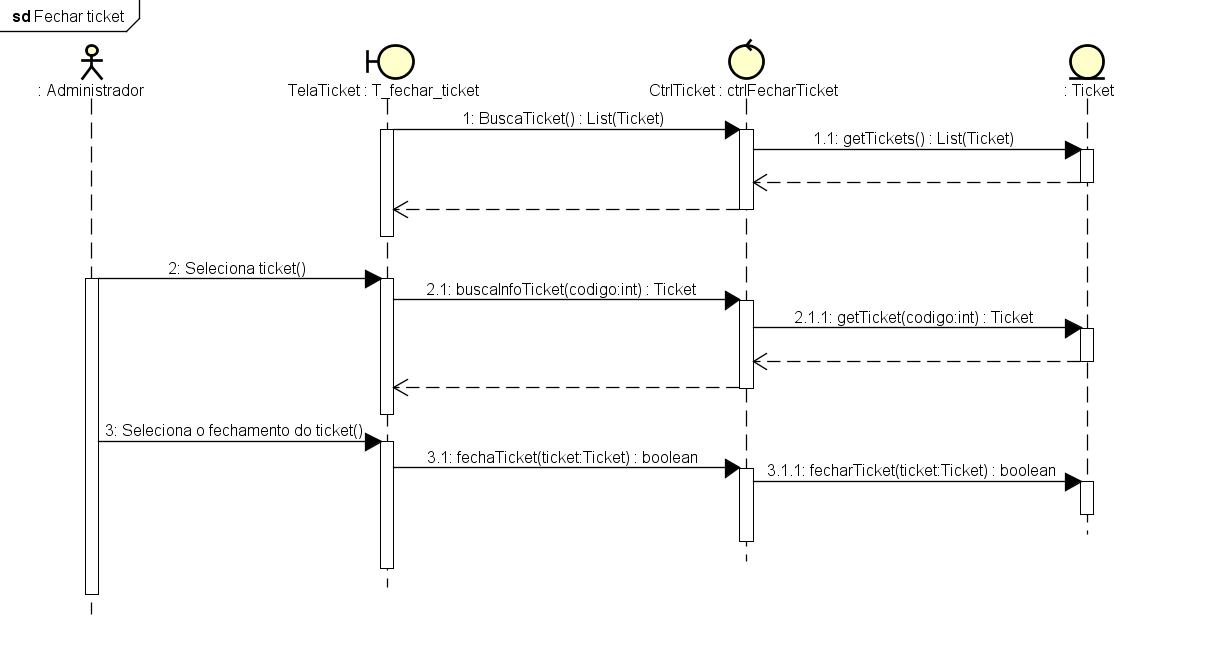 sd Fechar ticket
: Administrador
TelaTicket : T_fechar_ticket
CtrlTicket : ctrlFecharTicket
: Ticket
1: BuscaTicket() : List(Ticket)
1.1: getTickets() : List(Ticket)
2: Seleciona ticket()
2.1: buscaInfoTicket(codigo:int) : Ticket
2.1.1: getTicket(codigo:int) : Ticket
3: Seleciona o fechamento do ticket()
3.1: fechaTicket(ticket:Ticket) : boolean
3.1.1: fecharTicket(ticket:Ticket) : boolean